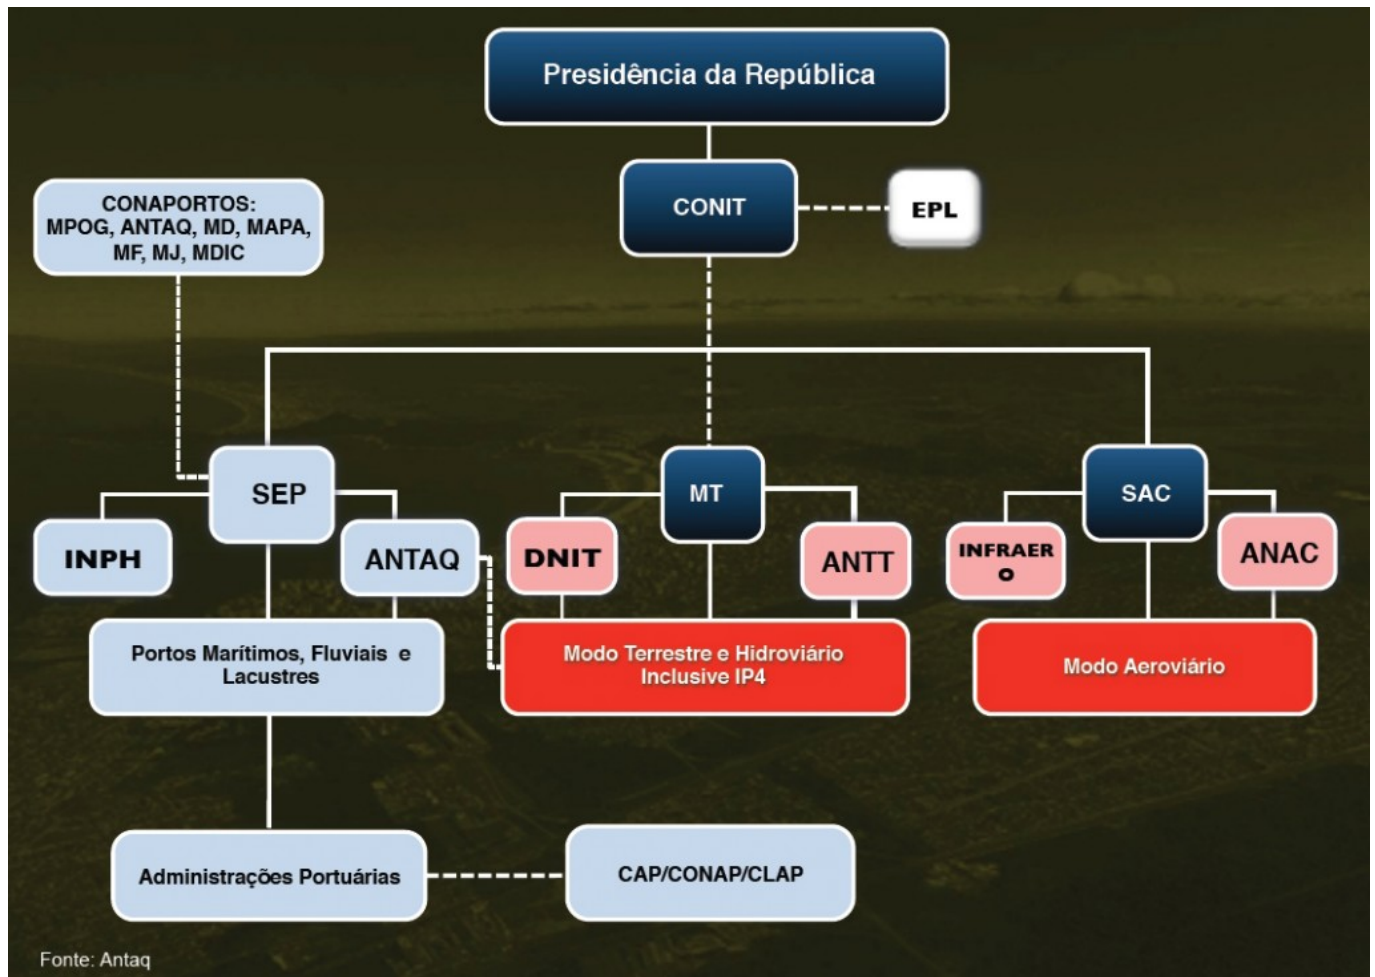 Presidência da República
CONIT
EPL
CONAPORTOS:
MPOG, ANTAQ, MD, MAPA,
MF, MJ, MDIC
SEP
MT
SAC
INPH
ANTAQ
DNIT
ANTT
INFRAER
O
ANAC
Portos Marítimos, Fluviais e
Lacustres
Modo Terrestre e Hidroviário
Inclusive IP4
Modo Aeroviário
Administrações Portuárias
CAP/CONAP/CLAP
Fonte: Antaq